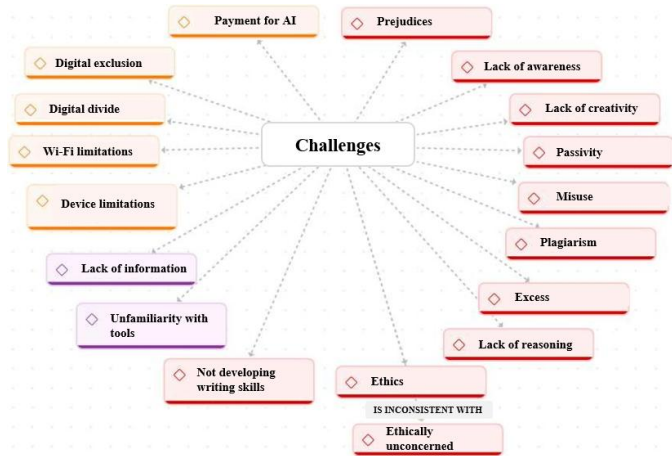 Payment for AI
Prejudices
Digital exclusion
Lack of awareness
Digital divide
Lack of creativity
Challenges
Wi-Fi limitations
Passivity
Device limitations
Misuse
Plagiarism
Lack of information
Excess
Unfamiliarity with
tools
Lack of reasoning
Not developing
writing skills
Ethics
IS INCONSISTENT WITH
Ethically
unconcerned